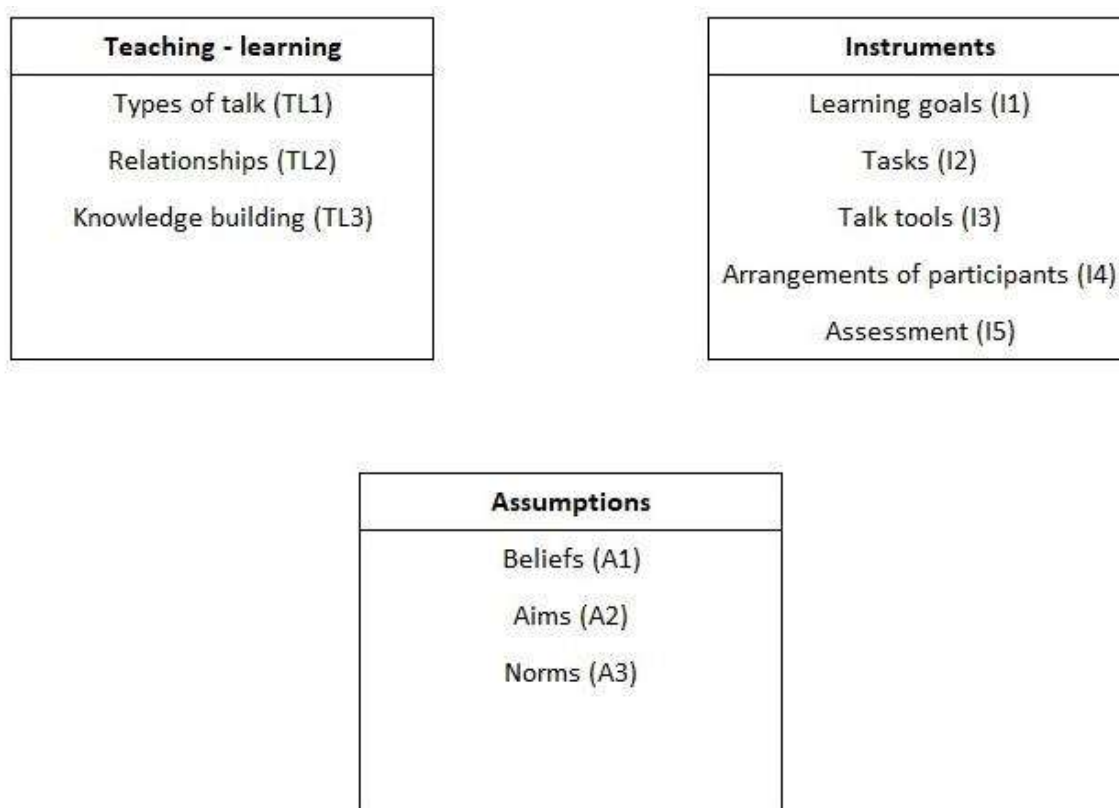 Teaching - learning
Types of talk (TL1)
Relationships (TL2)
Knowledge building (TL3)
Instruments
Learning goals (I1)
Tasks (I2)
Talk tools (I3)
Arrangements of participants (I4)
Assessment (I5)
Assumptions
Beliefs (A1)
Aims (A2)
Norms (A3)